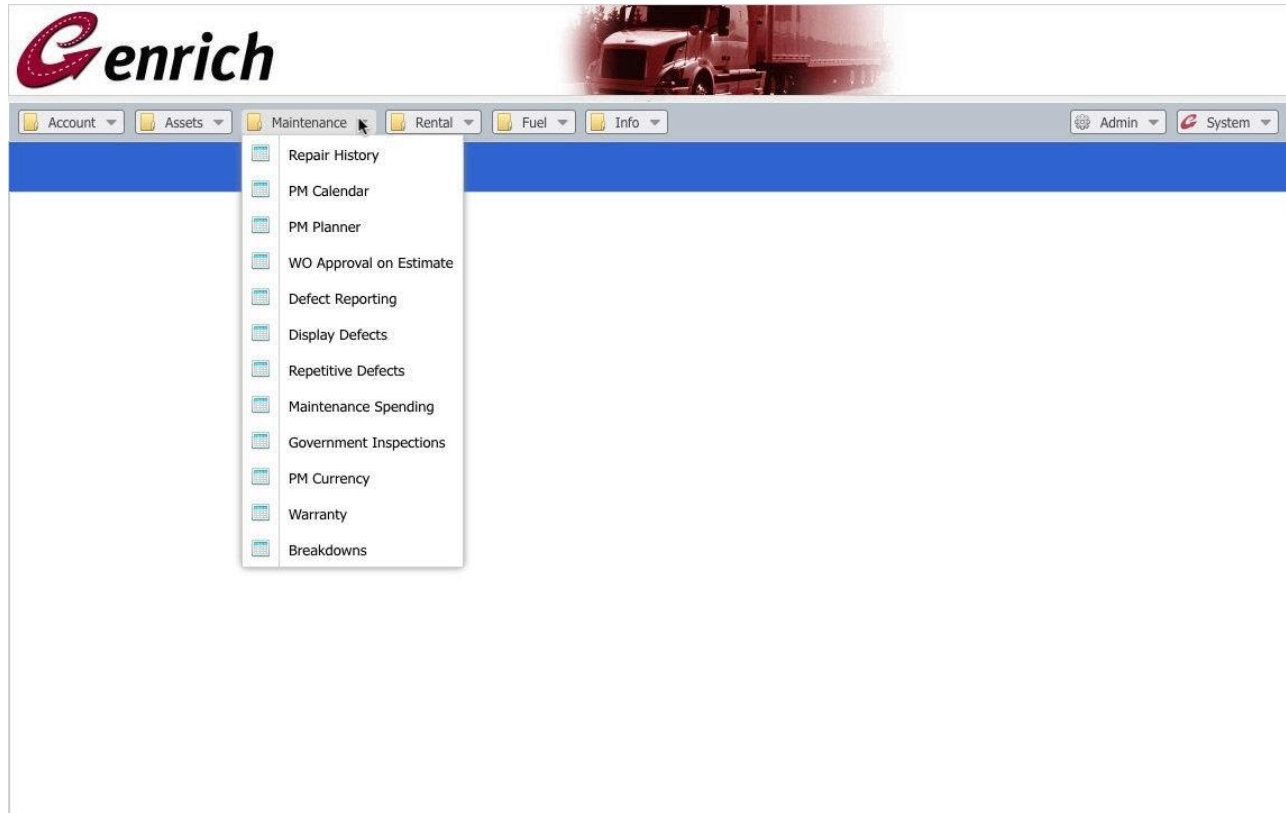 Genrich
Account Assets Maintenance Rental Fuel Info Admin System
Repair History
PM Calendar
PM Planner
WO Approval on Estimate
Defect Reporting
Display Defects
Repetitive Defects
Maintenance Spending
Government Inspections
PM Currency
Warranty
Breakdowns